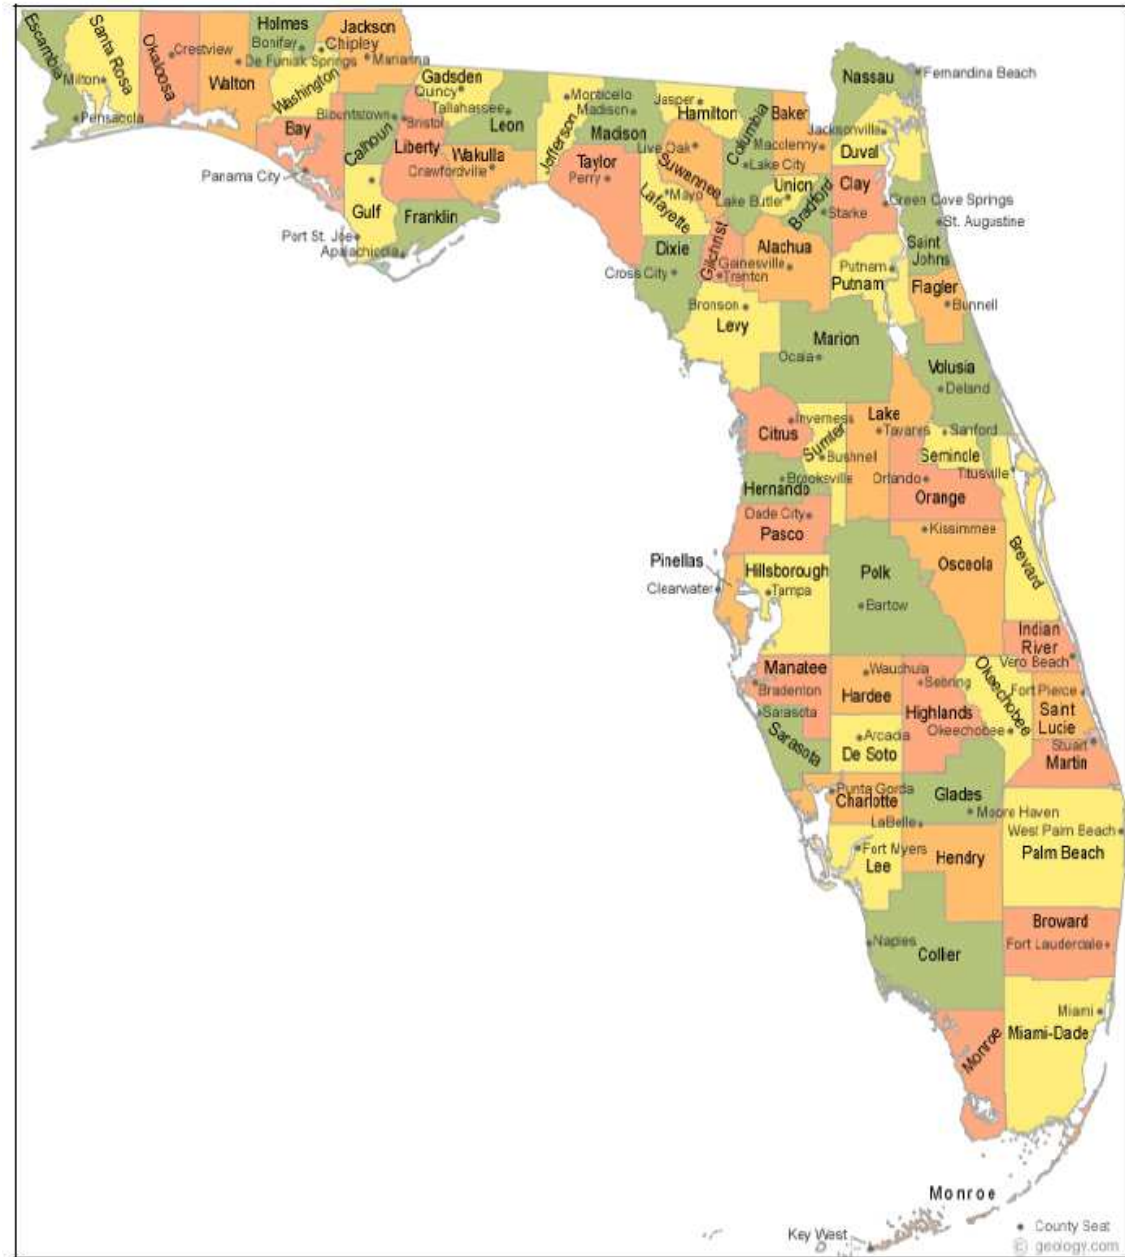 Escambia
Santa Rosa
Okaloosa
Walton
Holmes
Jackson
Washington
Bonifay
Chipley
Crestview
De Funiak Springs
Marianna
Milton
Pensacola
Bay
Blountstown
Calhoun
Bristol
Liberty
Panama City
Gulf
Port St. Joe
Apalachicola
Franklin
Gadsden
Quincy
Tallahassee
Leon
Wakulla
Crawfordville
Jefferson
Monticello
Madison
Madison
Taylor
Perry
Jasper
Hamilton
Live Oak
Suwannee
Mayo
Lafayette
Columbia
Lake City
Baker
Macclenny
Nassau
Fernandina Beach
Jacksonville
Duval
Union
Lake Butler
Bradford
Starke
Clay
Green Cove Springs
St. Augustine
Saint
Johns
Dixie
Cross City
Gilchrist
Trenton
Alachua
Gainesville
Putnam
Putnam
Flagler
Bunnell
Bronson
Levy
Marion
Ocala
Volusia
Deland
Citrus
Inverness
Sumter
Bushnell
Lake
Tavares
Sanford
Seminole
Titusville
Hernando
Brooksville
Orlando
Orange
Dade City
Pasco
Kissimmee
Osceola
Brevard
Pinellas
Clearwater
Hillsborough
Tampa
Polk
Bartow
Indian
River
Vero Beach
Manatee
Bradenton
Wauchula
Hardee
Sebring
Highlands
Okeechobee
Okeechobee
Fort Pierce
Saint
Lucie
Sarasota
Sarasota
Arcadia
De Soto
Stuart
Martin
Punta Gorda
Charlotte
Glades
Moore Haven
LaBelle
West Palm Beach
Palm Beach
Fort Myers
Lee
Hendry
Broward
Fort Lauderdale
Naples
Collier
Miami
Miami-Dade
Monroe
Monroe
Key West
County Seat
© geology.com